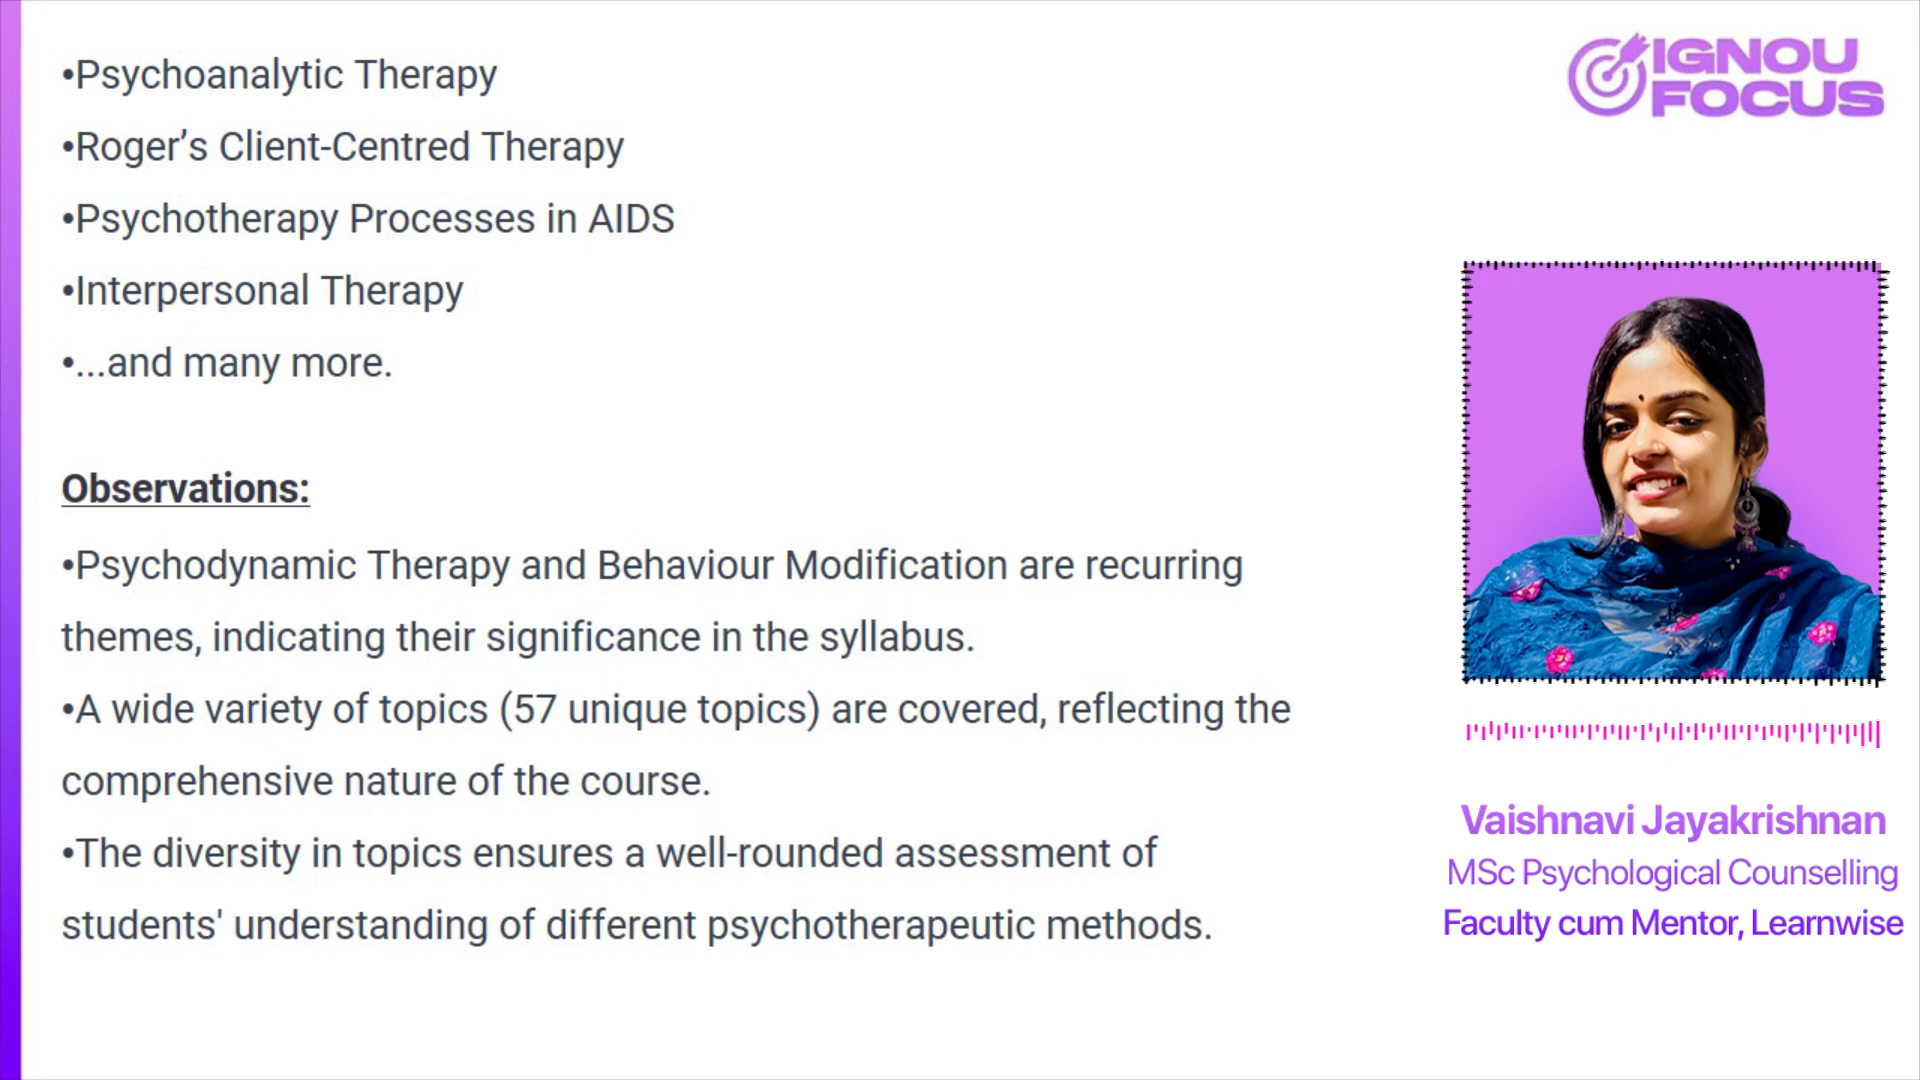 •Psychoanalytic Therapy
•Roger’s Client-Centred Therapy
•Psychotherapy Processes in AIDS
•Interpersonal Therapy
•...and many more.
Observations:
•Psychodynamic Therapy and Behaviour Modification are recurring
themes, indicating their significance in the syllabus.
•A wide variety of topics (57 unique topics) are covered, reflecting the
comprehensive nature of the course.
•The diversity in topics ensures a well-rounded assessment of
students' understanding of different psychotherapeutic methods.
IGNOU
FOCUS
Vaishnavi Jayakrishnan
MSc Psychological Counselling
Faculty cum Mentor, Learnwise